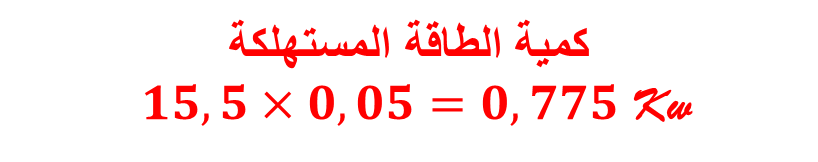 كمية الطاقة المستهلكة
15,5 × 0,05 = 0,775 Kw